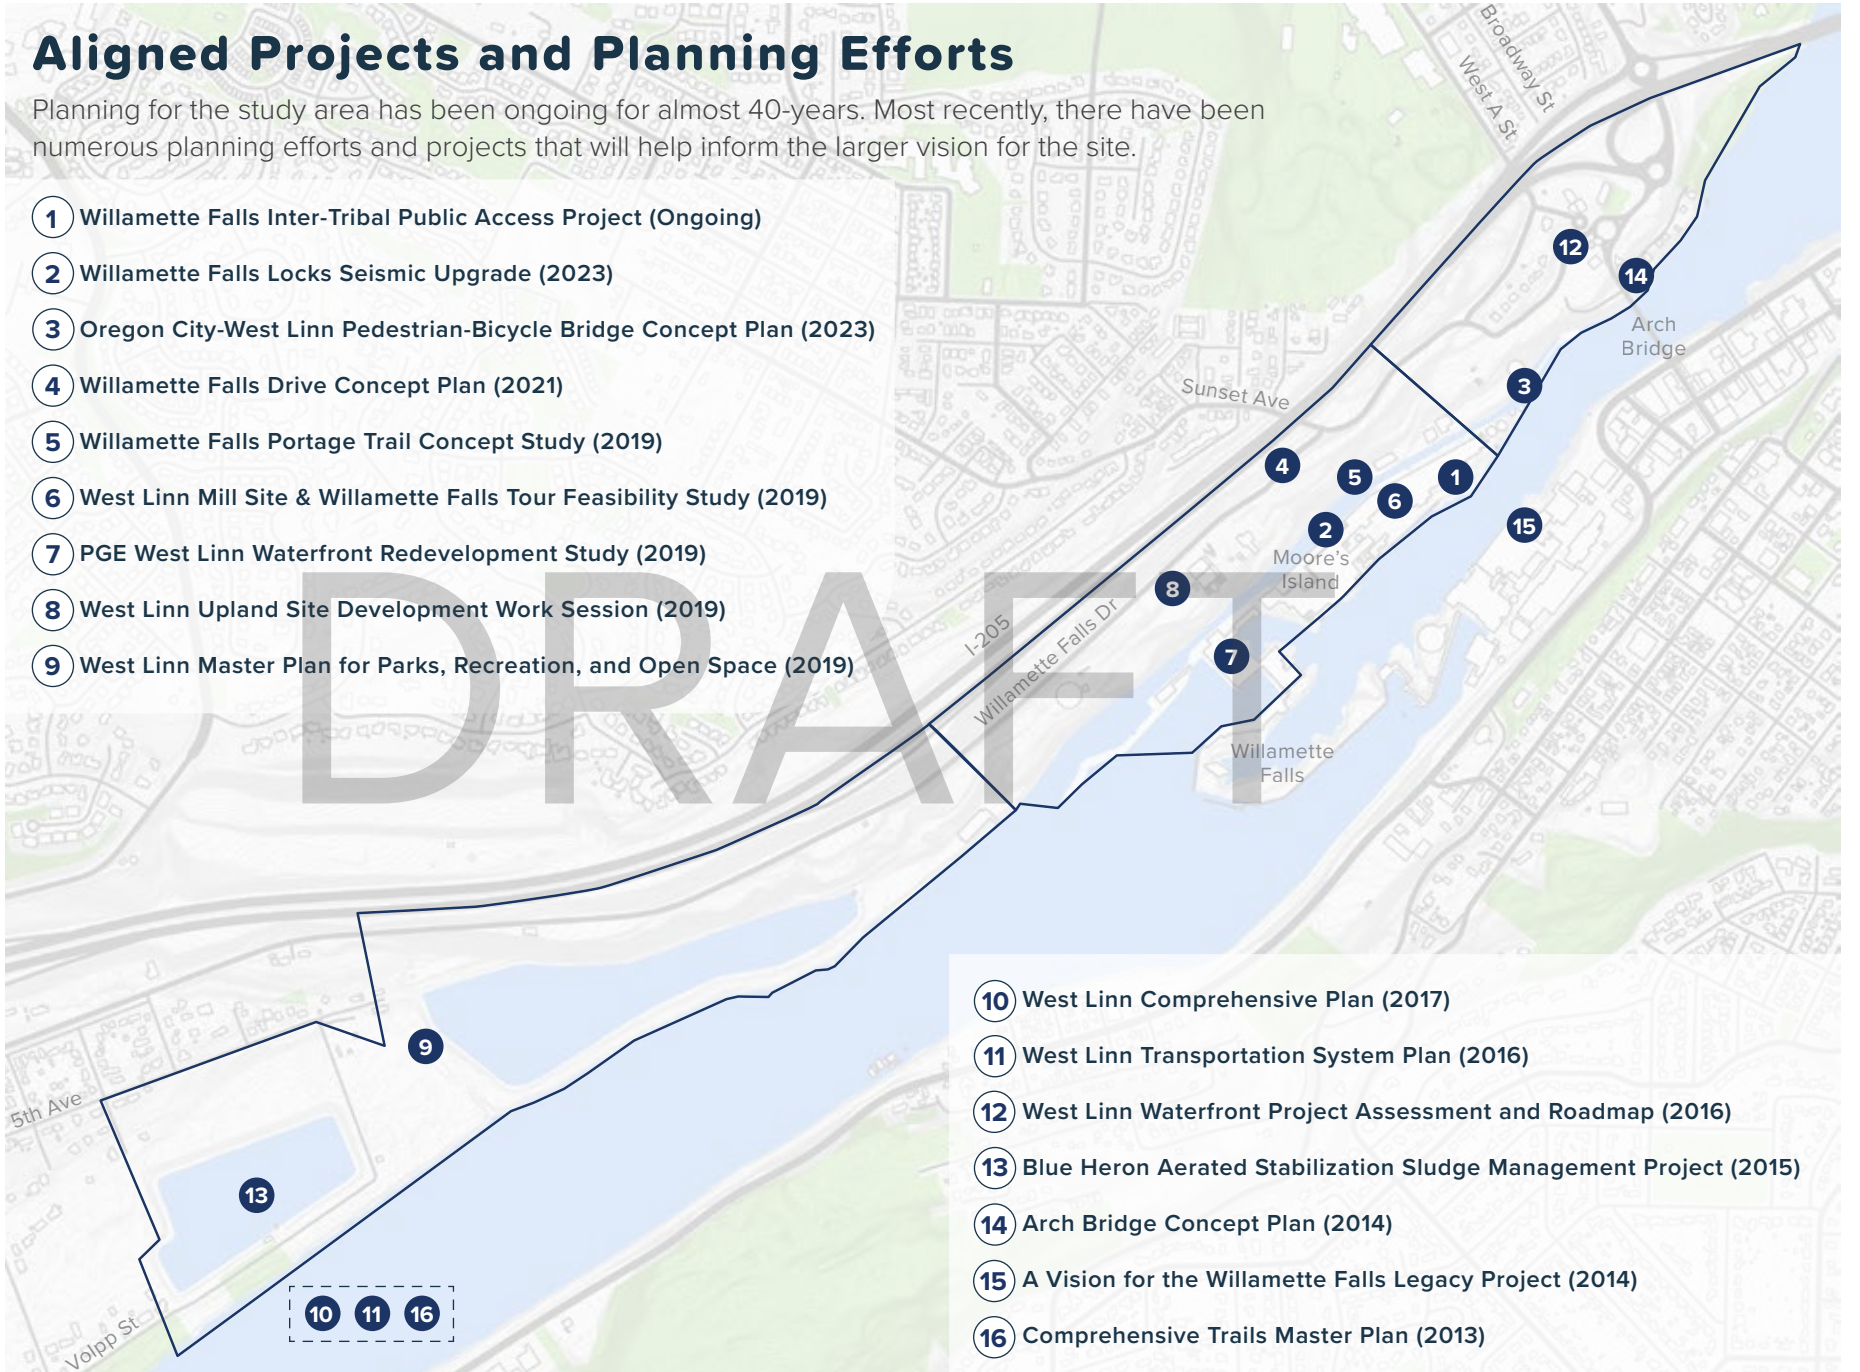 Aligned Projects and Planning Efforts
Planning for the study area has been ongoing for almost 40-years. Most recently, there have been
numerous planning efforts and projects that will help inform the larger vision for the site.
1 Willamette Falls Inter-Tribal Public Access Project (Ongoing)
2 Willamette Falls Locks Seismic Upgrade (2023)
3 Oregon City-West Linn Pedestrian-Bicycle Bridge Concept Plan (2023)
4 Willamette Falls Drive Concept Plan (2021)
5 Willamette Falls Portage Trail Concept Study (2019)
6 West Linn Mill Site & Willamette Falls Tour Feasibility Study (2019)
7 PGE West Linn Waterfront Redevelopment Study (2019)
8 West Linn Upland Site Development Work Session (2019)
9 West Linn Master Plan for Parks, Recreation, and Open Space (2019)
Broadway St
West A St
12
14
Arch
Bridge
3
Sunset Ave
4
5
1
6
15
2
Moore's
Island
8
I-205
Willamette Falls Dr
7
Willamette
Falls
DRAFT
9
5th Ave
13
Volpp St
10 11 16
10 West Linn Comprehensive Plan (2017)
11 West Linn Transportation System Plan (2016)
12 West Linn Waterfront Project Assessment and Roadmap (2016)
13 Blue Heron Aerated Stabilization Sludge Management Project (2015)
14 Arch Bridge Concept Plan (2014)
15 A Vision for the Willamette Falls Legacy Project (2014)
16 Comprehensive Trails Master Plan (2013)